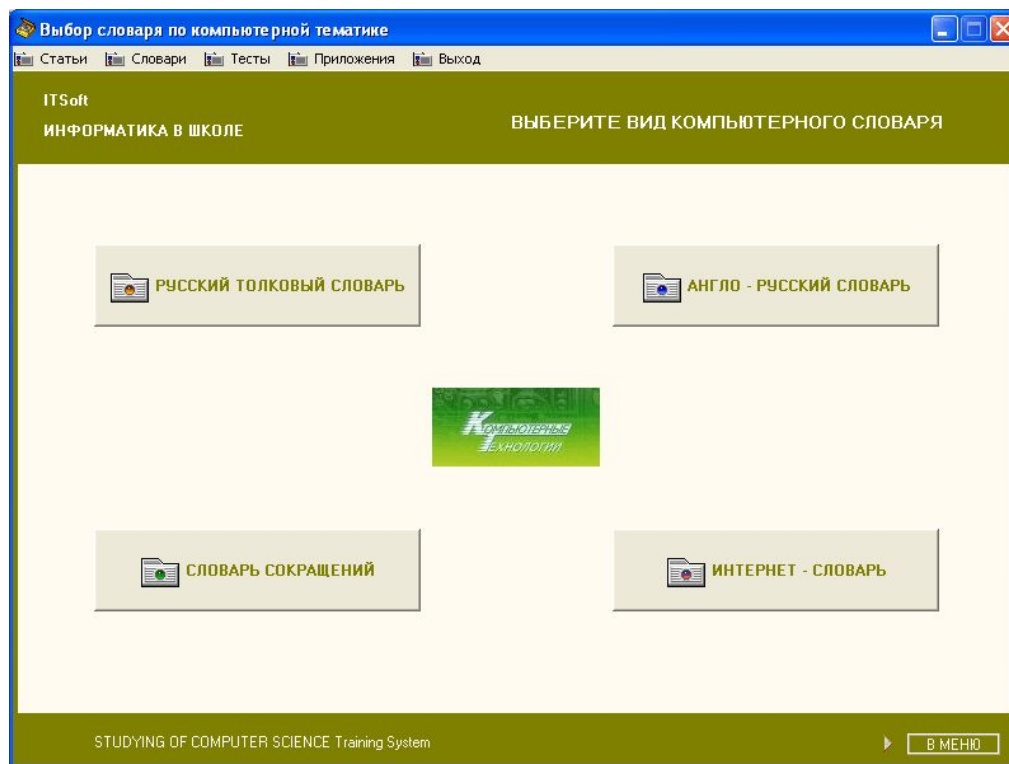 Выбор словаря по компьютерной тематике
Статьи Словари Тесты Приложения Выход
ITSoft
ИНФОРМАТИКА В ШКОЛЕ
ВЫБЕРИТЕ ВИД КОМПЬЮТЕРНОГО СЛОВАРЯ
РУССКИЙ ТОЛКОВЫЙ СЛОВАРЬ
АНГЛО - РУССКИЙ СЛОВАРЬ
КОМПЬЮТЕРНЫЕ
ТЕХНОЛОГИИ
СЛОВАРЬ СОКРАЩЕНИЙ
ИНТЕРНЕТ - СЛОВАРЬ
STUDYING OF COMPUTER SCIENCE Training System
В МЕНЮ